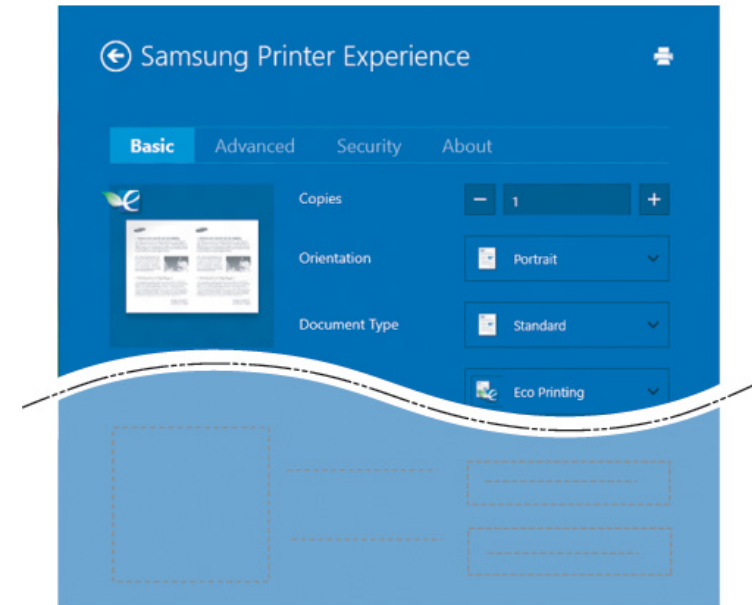 Samsung Printer Experience
Basic Advanced Security About
Copies 1
Orientation Portrait
Document Type Standard
Eco Printing